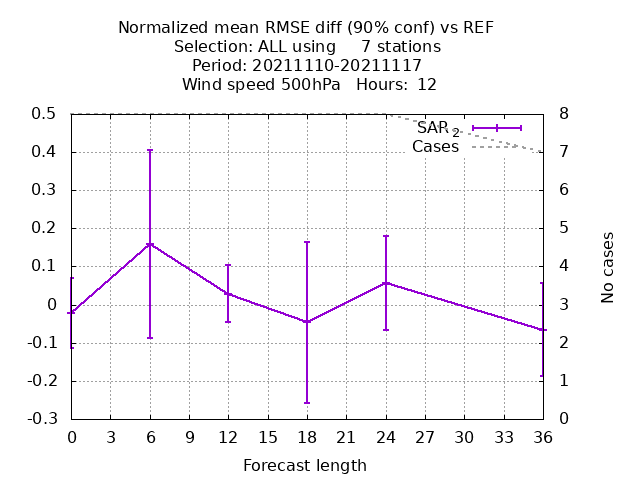 Normalized mean RMSE diff (90% conf) vs REF
Selection: ALL using 7 stations
Period: 20211110-20211117
Wind speed 500hPa Hours: 12
0.5
0.4
0.3
0.2
0.1
0
-0.1
-0.2
-0.3
8
7
6
5
4
3
2
1
0
SAR 2
Cases
No cases
0 3 6 9 12 15 18 21 24 27 30 33 36
Forecast length